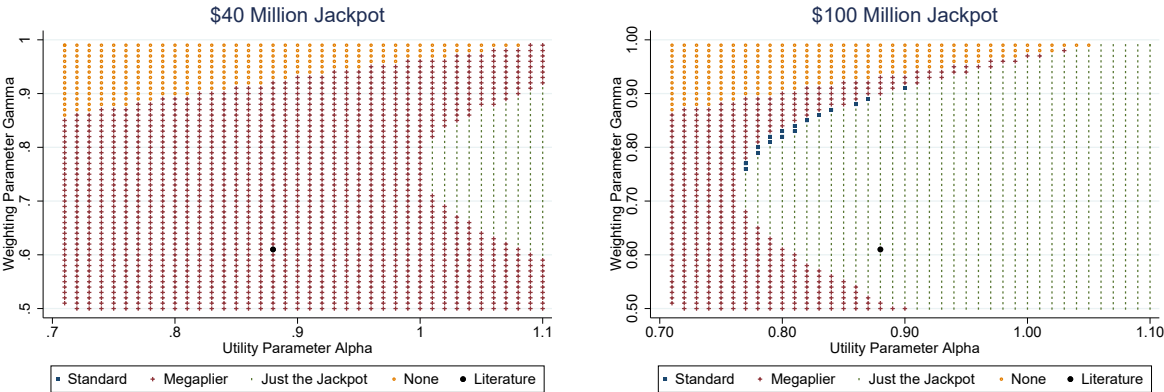 $40 Million Jackpot
Weighting Parameter Gamma
1
.9
.8
.7
.6
.5
.7
.8
.9
1
1.1
Utility Parameter Alpha
Standard
Megaplier
Just the Jackpot
None
Literature
$100 Million Jackpot
Weighting Parameter Gamma
1.00
0.90
0.80
0.70
0.60
0.50
0.70
0.80
0.90
1.00
1.10
Utility Parameter Alpha
Standard
Megaplier
Just the Jackpot
None
Literature